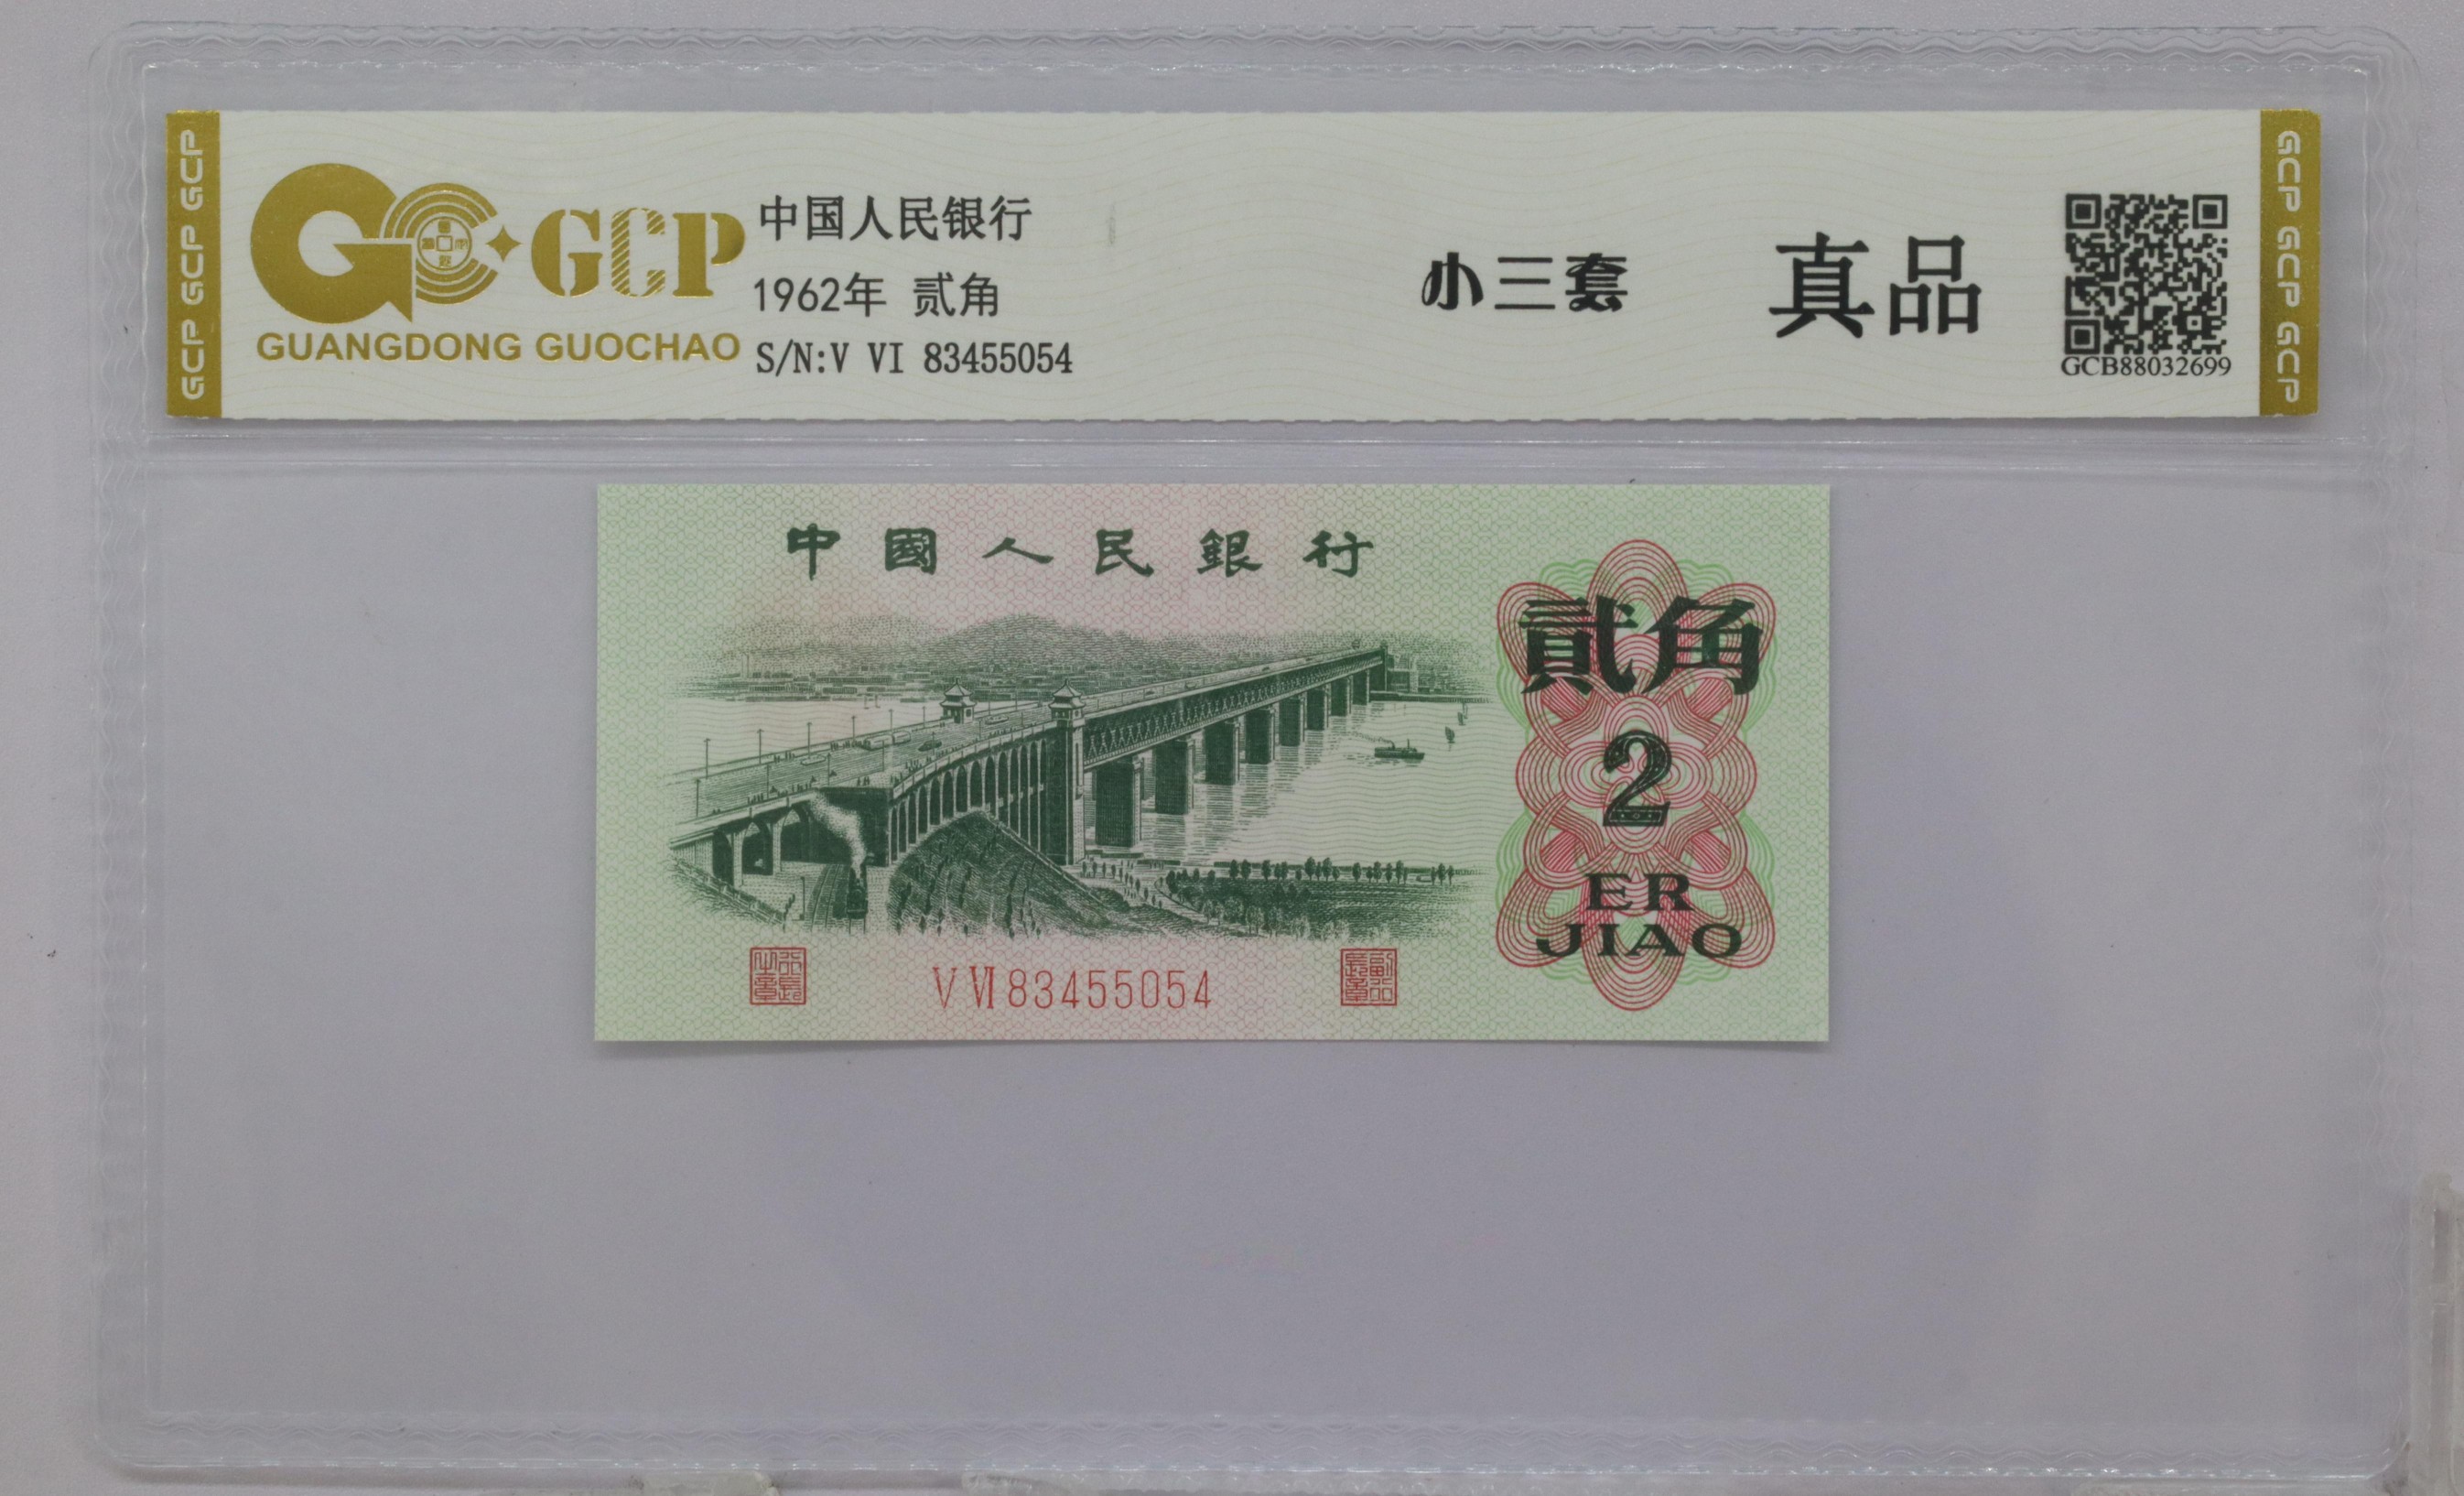 GCP GCP GCP
GCP
GUANGDONG GUOCHAO
中国人民银行
1962年 贰角
S/N:V VI 83455054
小三套
真品
GCB88032699
GCP GCP GCP
中國人民銀行
貳角
2
ER
JIAO
V VI 83455054